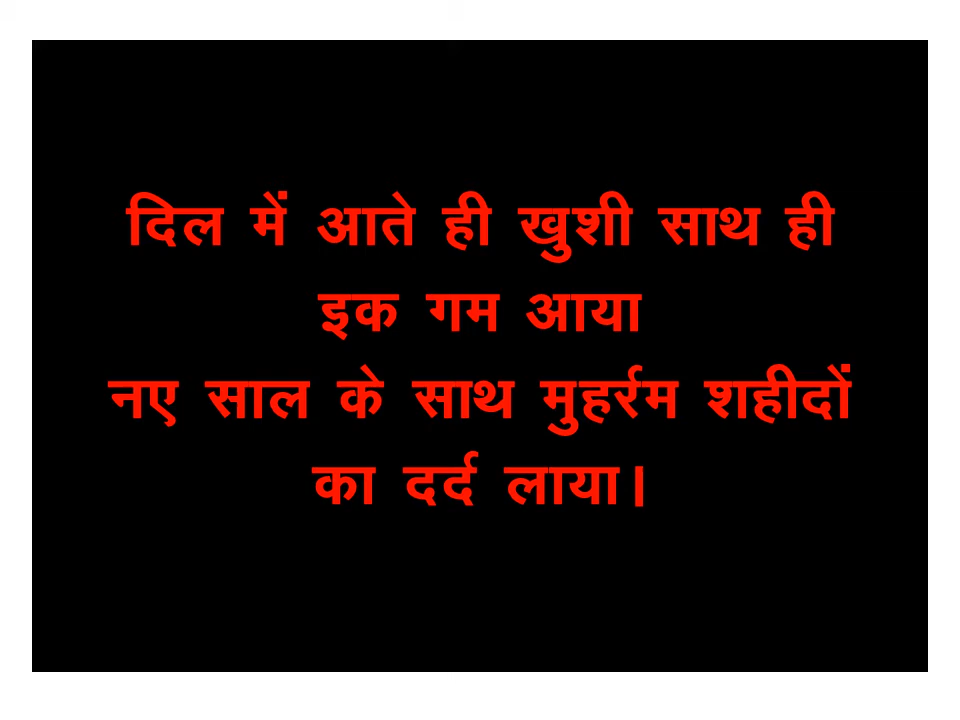 दिल में आते ही खुशी साथ ही
इक गम आया
नए साल के साथ मुहर्रम शहीदों
का दर्द लाया।